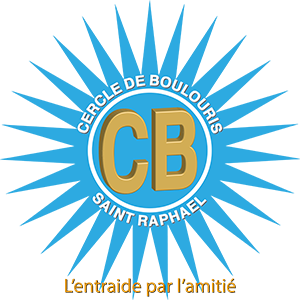 CERCLE DE BOULOURIS
CB
SAINT RAPHAEL
L'entraide par l'amitié